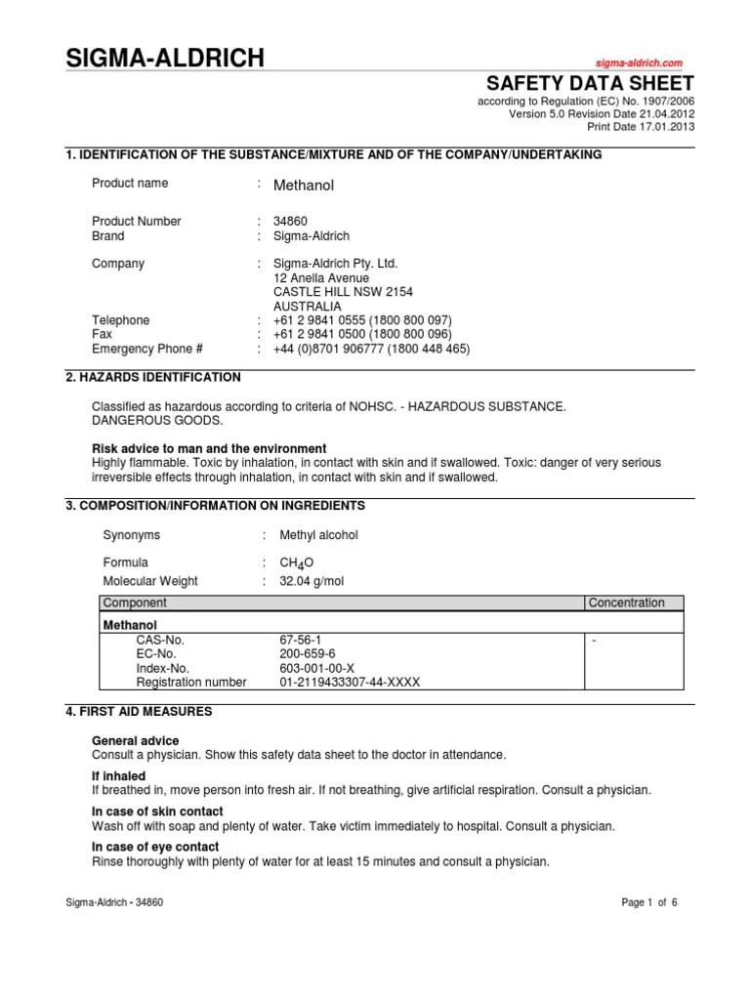 SIGMA-ALDRICH
sigma-aldrich.com
SAFETY DATA SHEET
according to Regulation (EC) No. 1907/2006
Version 5.0 Revision Date 21.04.2012
Print Date 17.01.2013
1. IDENTIFICATION OF THE SUBSTANCE/MIXTURE AND OF THE COMPANY/UNDERTAKING
Product name : Methanol
Product Number : 34860
Brand : Sigma-Aldrich
Company : Sigma-Aldrich Pty. Ltd.
12 Anella Avenue
CASTLE HILL NSW 2154
AUSTRALIA
Telephone : +61 2 9841 0555 (1800 800 097)
Fax : +61 2 9841 0500 (1800 800 096)
Emergency Phone # : +44 (0)8701 906777 (1800 448 465)
2. HAZARDS IDENTIFICATION
Classified as hazardous according to criteria of NOHSC. - HAZARDOUS SUBSTANCE.
DANGEROUS GOODS.
Risk advice to man and the environment
Highly flammable. Toxic by inhalation, in contact with skin and if swallowed. Toxic: danger of very serious
irreversible effects through inhalation, in contact with skin and if swallowed.
3. COMPOSITION/INFORMATION ON INGREDIENTS
Synonyms : Methyl alcohol
Formula : CH4O
Molecular Weight : 32.04 g/mol
Component Concentration
Methanol
CAS-No. 67-56-1 -
EC-No. 200-659-6
Index-No. 603-001-00-X
Registration number 01-2119433307-44-XXXX
4. FIRST AID MEASURES
General advice
Consult a physician. Show this safety data sheet to the doctor in attendance.
If inhaled
If breathed in, move person into fresh air. If not breathing, give artificial respiration. Consult a physician.
In case of skin contact
Wash off with soap and plenty of water. Take victim immediately to hospital. Consult a physician.
In case of eye contact
Rinse thoroughly with plenty of water for at least 15 minutes and consult a physician.
Sigma-Aldrich - 34860 Page 1 of 6